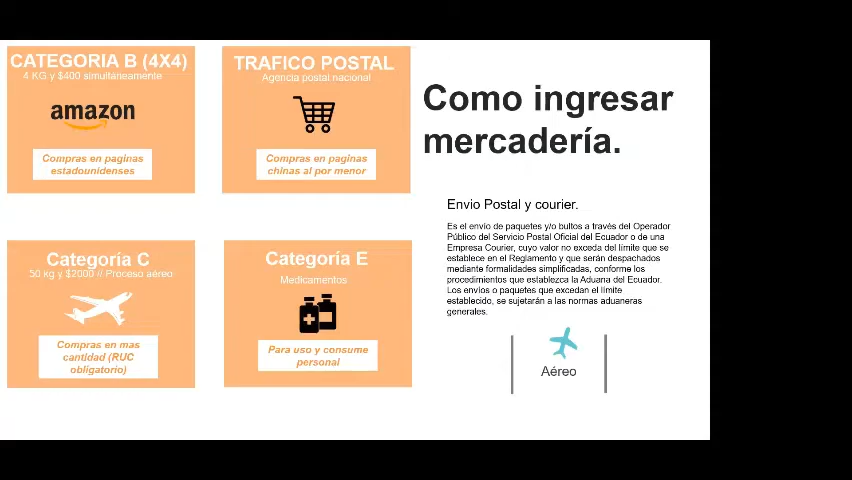 CATEGORIA B (4X4)
4 KG y $400 simultaneamente
amazon
Compras en paginas
estadounidenses
TRAFICO POSTAL
Agencia postal nacional
Compras en paginas
chinas al por menor
Categoría C
50 kg y $2000 // Proceso aéreo
Compras en mas
cantidad (RUC
obligatorio)
Categoría E
Medicamentos
Para uso y consume
personal
Como ingresar
mercadería.
Envio Postal y courier.
Es el envío de paquetes y/o bultos a través del Operador
Público del Servicio Postal Oficial del Ecuador o de una
Empresa Courier, cuyo valor no exceda del límite que se
establece en el Reglamento y que serán despachados
mediante formalidades simplificadas, conforme los
procedimientos que establezca la Aduana del Ecuador.
Los envíos o paquetes que excedan el límite
establecido, se sujetarán a las normas aduaneras
generales.
Aéreo